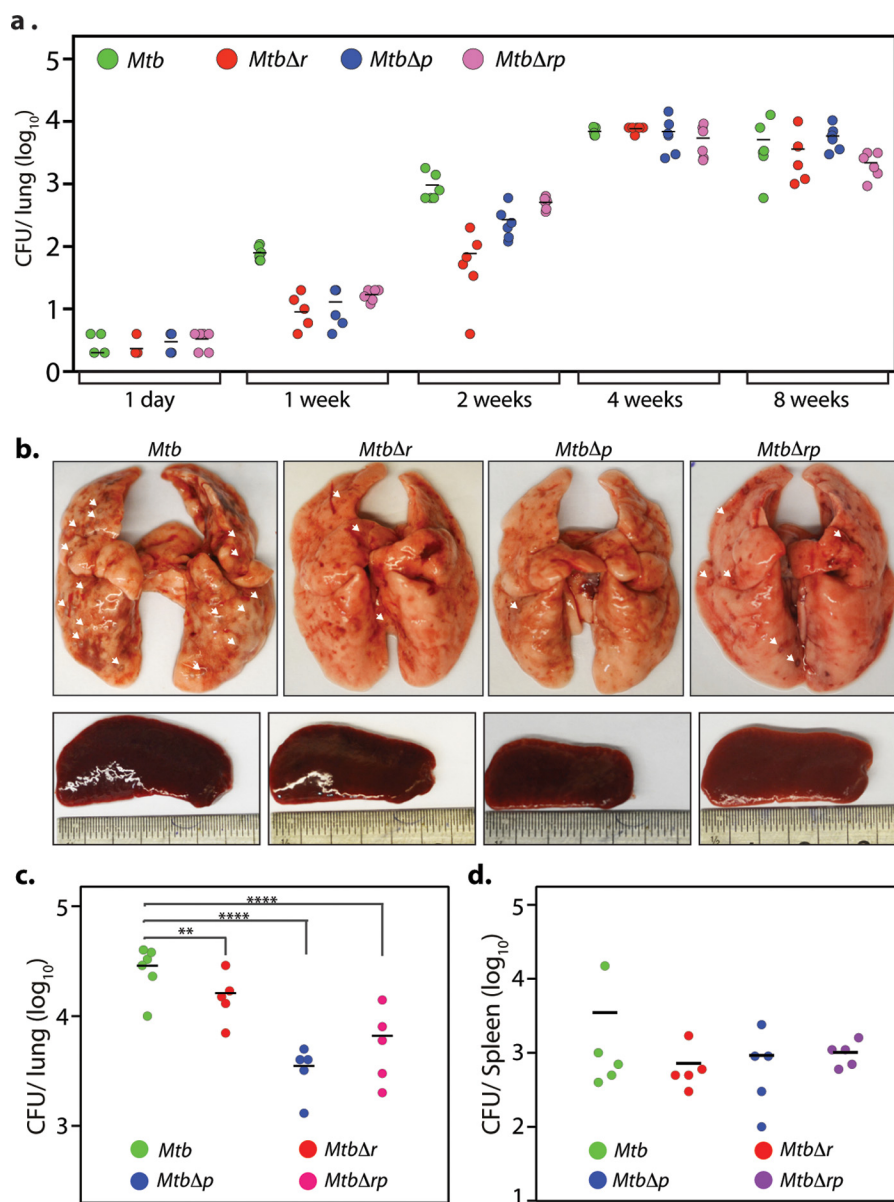 a .
CFU/ lung (log10)
5
4
3
2
1
0
Mtb MtbΔr MtbΔp MtbΔrp
1 day 1 week 2 weeks 4 weeks 8 weeks
b.
Mtb MtbΔr MtbΔp MtbΔrp
c.
CFU/ lung (log10)
5
4
3
****
****
**
Mtb MtbΔr
MtbΔp MtbΔrp
d.
CFU/ Spleen (log10)
5
4
3
2
1
Mtb MtbΔr
MtbΔp MtbΔrp